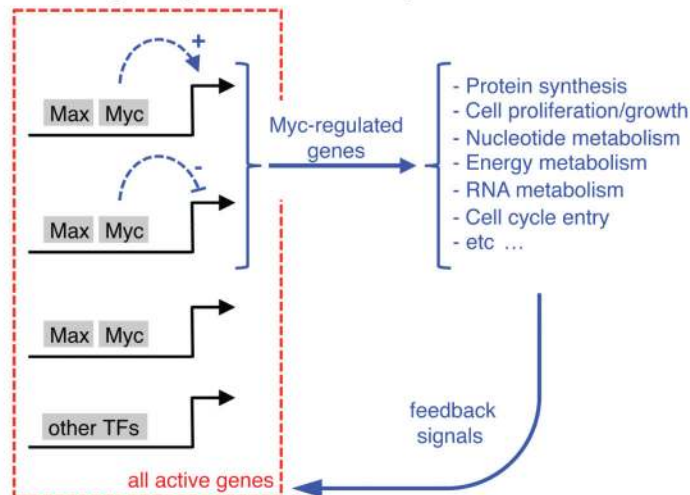 +
Max Myc
-
Max Myc
Max Myc
other TFs
all active genes
Myc-regulated
genes
- Protein synthesis
- Cell proliferation/growth
- Nucleotide metabolism
- Energy metabolism
- RNA metabolism
- Cell cycle entry
- etc ...
feedback
signals